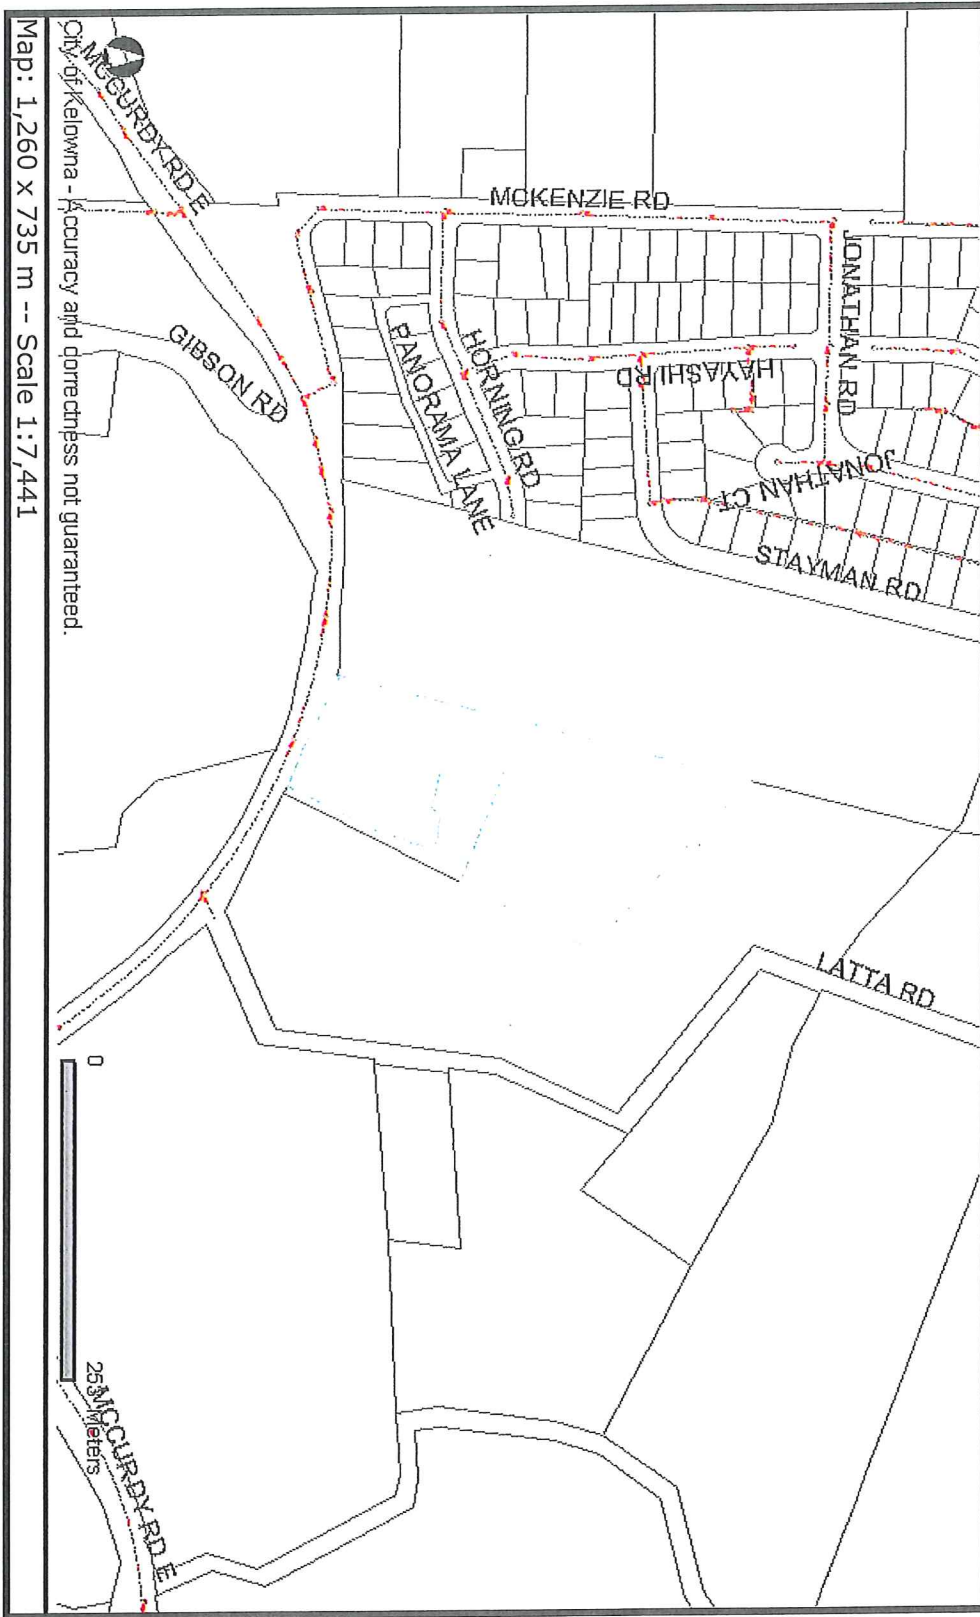 MCKENZIE RD
JONATHAN RD
HAYASHI RD
JONATHAN CT
STAYMAN RD
HORNING RD
PANORAMA LANE
GIBSON RD
MCCURDY RD E
LATTA RD
MCCURDY RD E
0
253 Meters
City of Kelowna - Accuracy and correctness not guaranteed.
Map: 1,260 x 735 m -- Scale 1:7,441